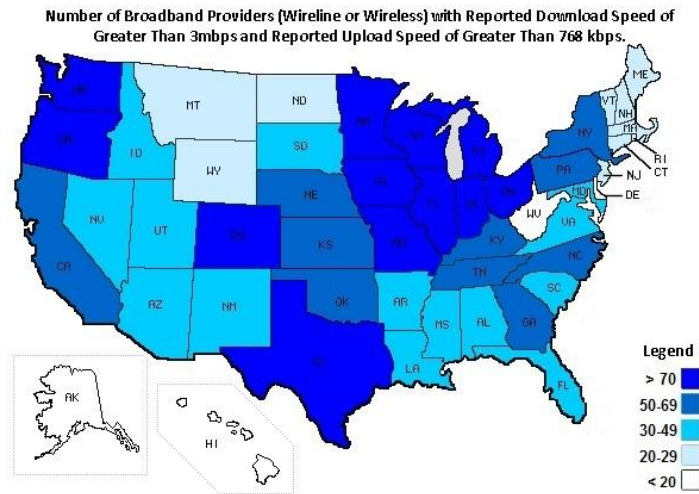 Number of Broadband Providers (Wireline or Wireless) with Reported Download Speed of
Greater Than 3mbps and Reported Upload Speed of Greater Than 768 kbps.
WA
MT
ND
MN
ME
VT
NH
OR
ID
SD
WI
MI
NY
MA
RI
CT
WY
IA
PA
NJ
NE
IL
IN
OH
MD
DE
NV
UT
CO
KS
MO
WV
VA
KY
CA
NC
TN
AZ
NM
OK
AR
SC
MS
AL
GA
TX
LA
FL
AK
HI
Legend
> 70
50-69
30-49
20-29
< 20